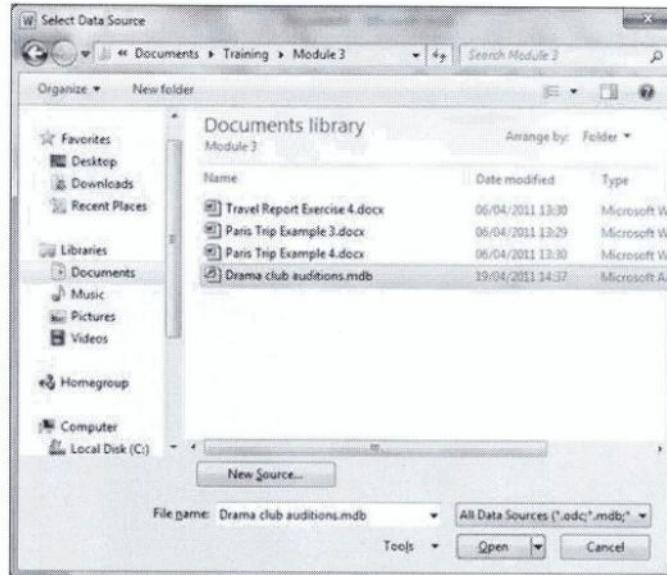 Select Data Source
« Documents ▸ Training ▸ Module 3
Search Module 3
Organize
New folder
Favorites
Desktop
Downloads
Recent Places
Libraries
Documents
Music
Pictures
Videos
Homegroup
Computer
Local Disk (C:)
Documents library
Module 3
Arrange by: Folder
Name Date modified Type
Travel Report Exercise 4.docx 06/04/2011 13:30 Microsoft W
Paris Trip Example 3.docx 06/04/2011 13:29 Microsoft W
Paris Trip Example 4.docx 06/04/2011 13:30 Microsoft W
Drama club auditions.mdb 19/04/2011 14:37 Microsoft A
New Source...
File name: Drama club auditions.mdb
All Data Sources (*.odc;*.mdb;*
Tools
Open
Cancel